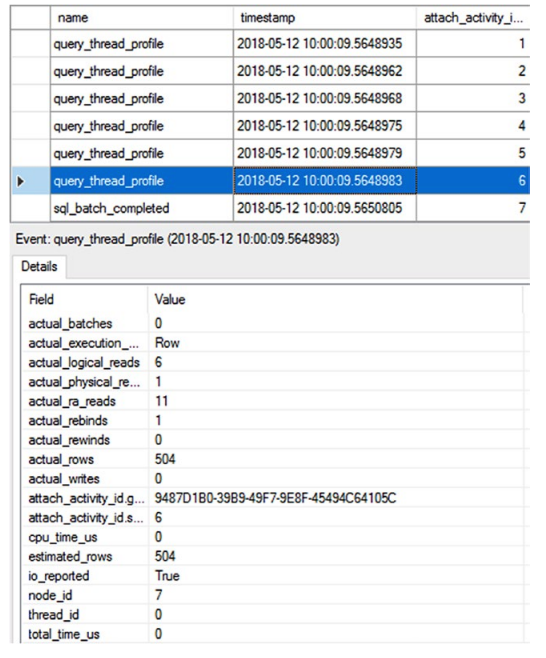 name timestamp attach_activity_i...
query_thread_profile 2018-05-12 10:00:09.5648935 1
query_thread_profile 2018-05-12 10:00:09.5648962 2
query_thread_profile 2018-05-12 10:00:09.5648968 3
query_thread_profile 2018-05-12 10:00:09.5648975 4
query_thread_profile 2018-05-12 10:00:09.5648979 5
query_thread_profile 2018-05-12 10:00:09.5648983 6
sql_batch_completed 2018-05-12 10:00:09.5650805 7
Event: query_thread_profile (2018-05-12 10:00:09.5648983)
Details
Field Value
actual_batches 0
actual_execution_... Row
actual_logical_reads 6
actual_physical_re... 1
actual_ra_reads 11
actual_rebinds 1
actual_rewinds 0
actual_rows 504
actual_writes 0
attach_activity_id.g... 9487D1B0-39B9-49F7-9E8F-45494C64105C
attach_activity_id.s... 6
cpu_time_us 0
estimated_rows 504
io_reported True
node_id 7
thread_id 0
total_time_us 0